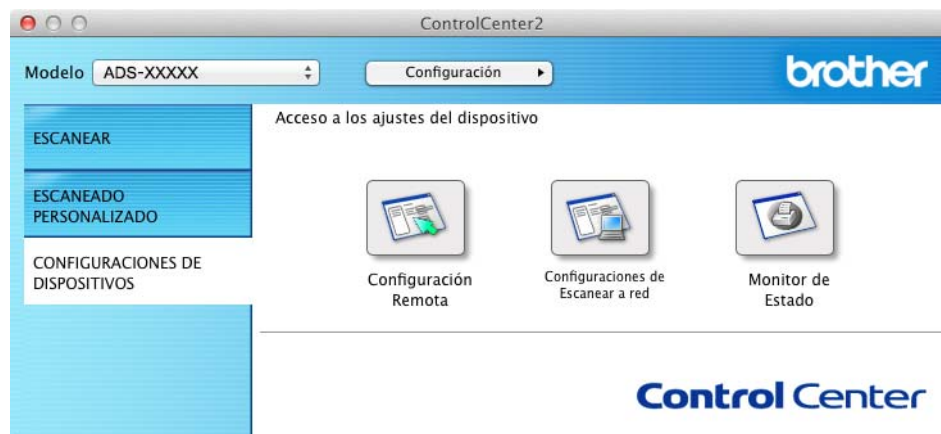 ControlCenter2
Modelo ADS-XXXXX Configuración brother
ESCANEAR
ESCANEADO
PERSONALIZADO
CONFIGURACIONES DE
DISPOSITIVOS
Acceso a los ajustes del dispositivo
Configuración
Remota
Configuraciones de
Escanear a red
Monitor de
Estado
Control Center